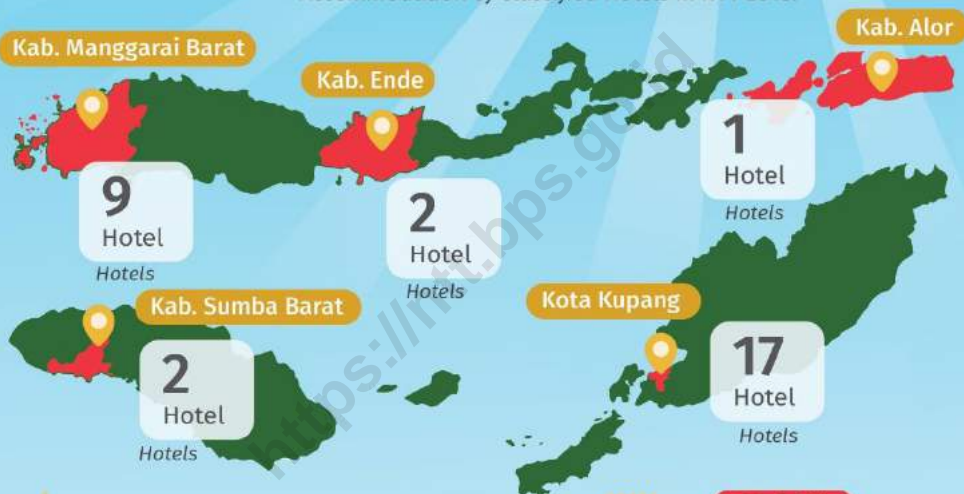 Kab. Alor
Kab. Manggarai Barat
Kab. Ende
1
Hotel
Hotels
9
Hotel
Hotels
2
Hotel
Hotels
Kab. Sumba Barat
Kota Kupang
2
Hotel
Hotels
17
Hotel
Hotels
https://ntt.bps.go.id